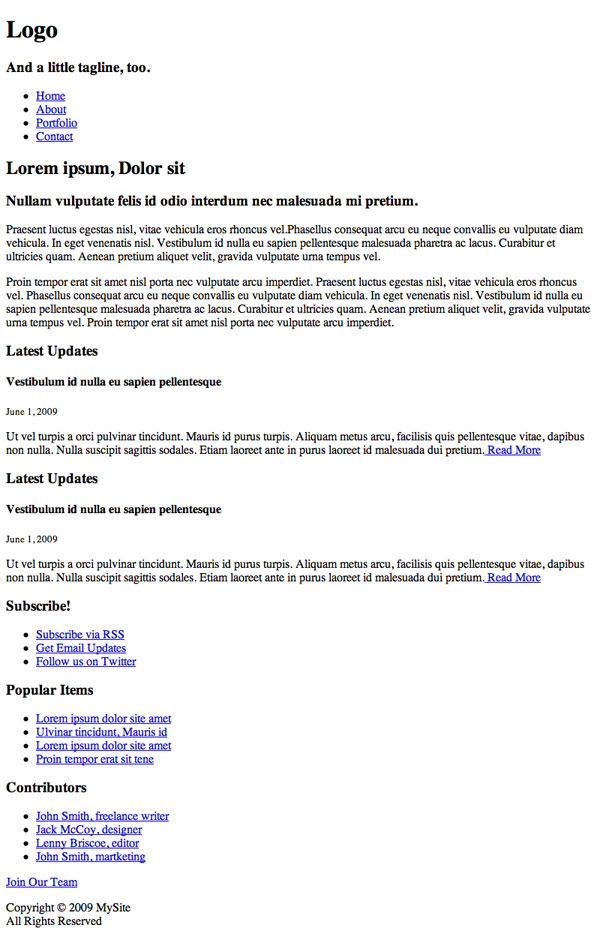 Logo
And a little tagline, too.
Home
About
Portfolio
Contact
Lorem ipsum, Dolor sit
Nullam vulputate felis id odio interdum nec malesuada mi pretium.
Praesent luctus egestas nisl, vitae vehicula eros rhoncus vel.Phasellus consequat arcu eu neque convallis eu vulputate diam
vehicula. In eget venenatis nisl. Vestibulum id nulla eu sapien pellentesque malesuada pharetra ac lacus. Curabitur et
ultricies quam. Aenean pretium aliquet velit, gravida vulputate urna tempus vel.
Proin tempor erat sit amet nisl porta nec vulputate arcu imperdiet. Praesent luctus egestas nisl, vitae vehicula eros rhoncus
vel. Phasellus consequat arcu eu neque convallis eu vulputate diam vehicula. In eget venenatis nisl. Vestibulum id nulla eu
sapien pellentesque malesuada pharetra ac lacus. Curabitur et ultricies quam. Aenean pretium aliquet velit, gravida vulputate
urna tempus vel. Proin tempor erat sit amet nisl porta nec vulputate arcu imperdiet.
Latest Updates
Vestibulum id nulla eu sapien pellentesque
June 1, 2009
Ut vel turpis a orci pulvinar tincidunt. Mauris id purus turpis. Aliquam metus arcu, facilisis quis pellentesque vitae, dapibus
non nulla. Nulla suscipit sagittis sodales. Etiam laoreet ante in purus laoreet id malesuada dui pretium. Read More
Latest Updates
Vestibulum id nulla eu sapien pellentesque
June 1, 2009
Ut vel turpis a orci pulvinar tincidunt. Mauris id purus turpis. Aliquam metus arcu, facilisis quis pellentesque vitae, dapibus
non nulla. Nulla suscipit sagittis sodales. Etiam laoreet ante in purus laoreet id malesuada dui pretium. Read More
Subscribe!
Subscribe via RSS
Get Email Updates
Follow us on Twitter
Popular Items
Lorem ipsum dolor site amet
Ulvinar tincidunt, Mauris id
Lorem ipsum dolor site amet
Proin tempor erat sit tene
Contributors
John Smith, freelance writer
Jack McCoy, designer
Lenny Briscoe, editor
John Smith, martketing
Join Our Team
Copyright © 2009 MySite
All Rights Reserved